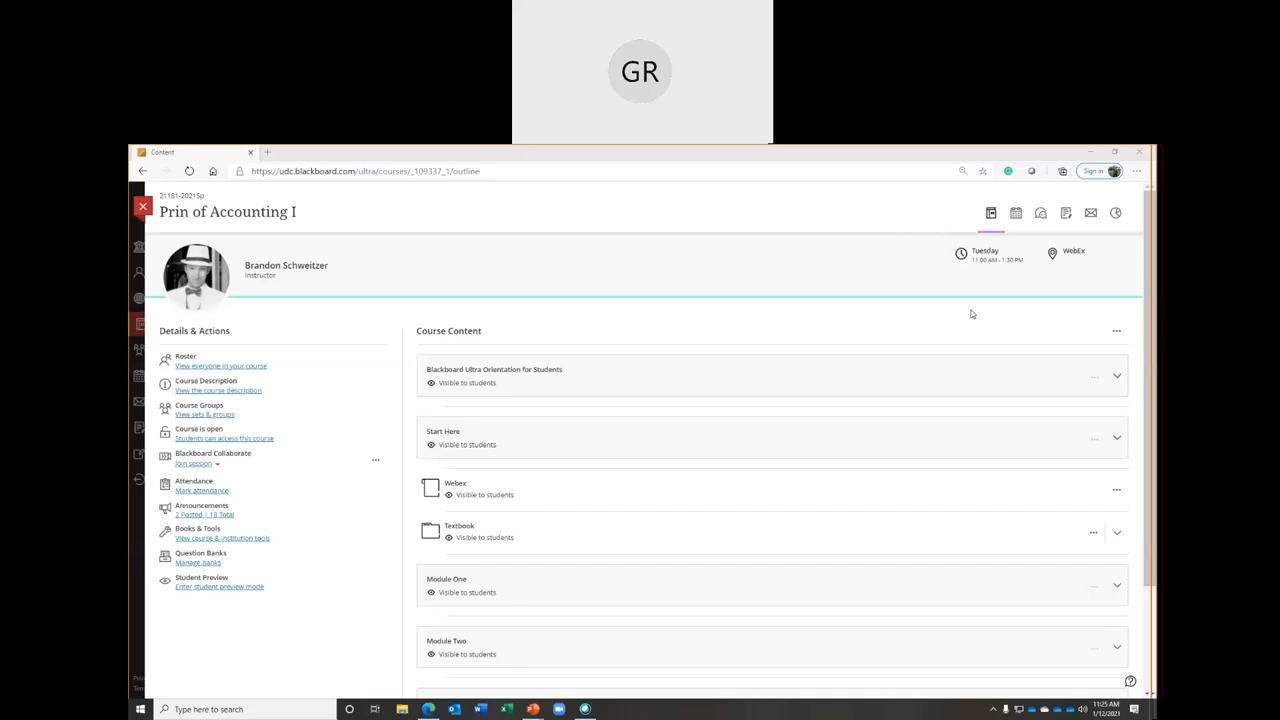 GR
Content
https://udc.blackboard.com/ultra/courses/_109337_1/outline
Sign in
21181-2021Sp
Prin of Accounting I
Brandon Schweitzer
Instructor
Tuesday
11:00 AM - 1:30 PM
WebEx
Details & Actions
Roster
View everyone in your course
Course Description
View the course description
Course Groups
View sets & groups
Course is open
Students can access this course
Blackboard Collaborate
Join session
Attendance
Mark attendance
Announcements
2 Posted | 18 Total
Books & Tools
View course & institution tools
Question Banks
Manage banks
Student Preview
Enter student preview mode
Course Content
Blackboard Ultra Orientation for Students
Visible to students
Start Here
Visible to students
Webex
Visible to students
Textbook
Visible to students
Module One
Visible to students
Module Two
Visible to students
Type here to search
11:25 AM
1/12/2021